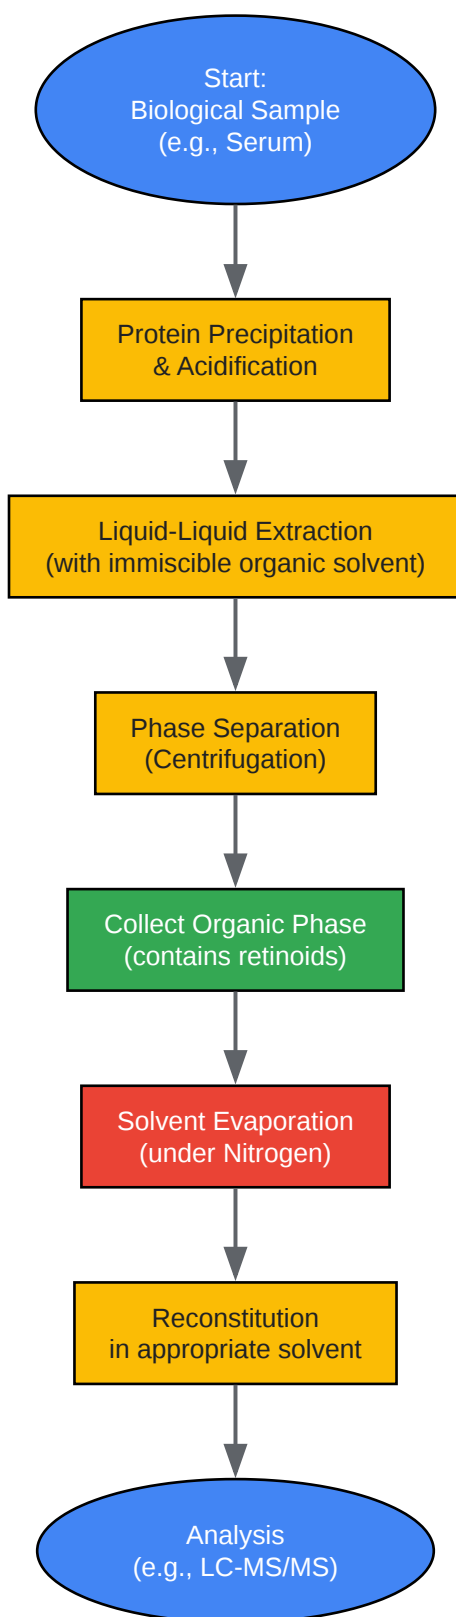 Start:
Biological Sample
(e.g., Serum)
Protein Precipitation
& Acidification
Liquid-Liquid Extraction
(with immiscible organic solvent)
Phase Separation
(Centrifugation)
Collect Organic Phase
(contains retinoids)
Solvent Evaporation
(under Nitrogen)
Reconstitution
in appropriate solvent
Analysis
(e.g., LC-MS/MS)